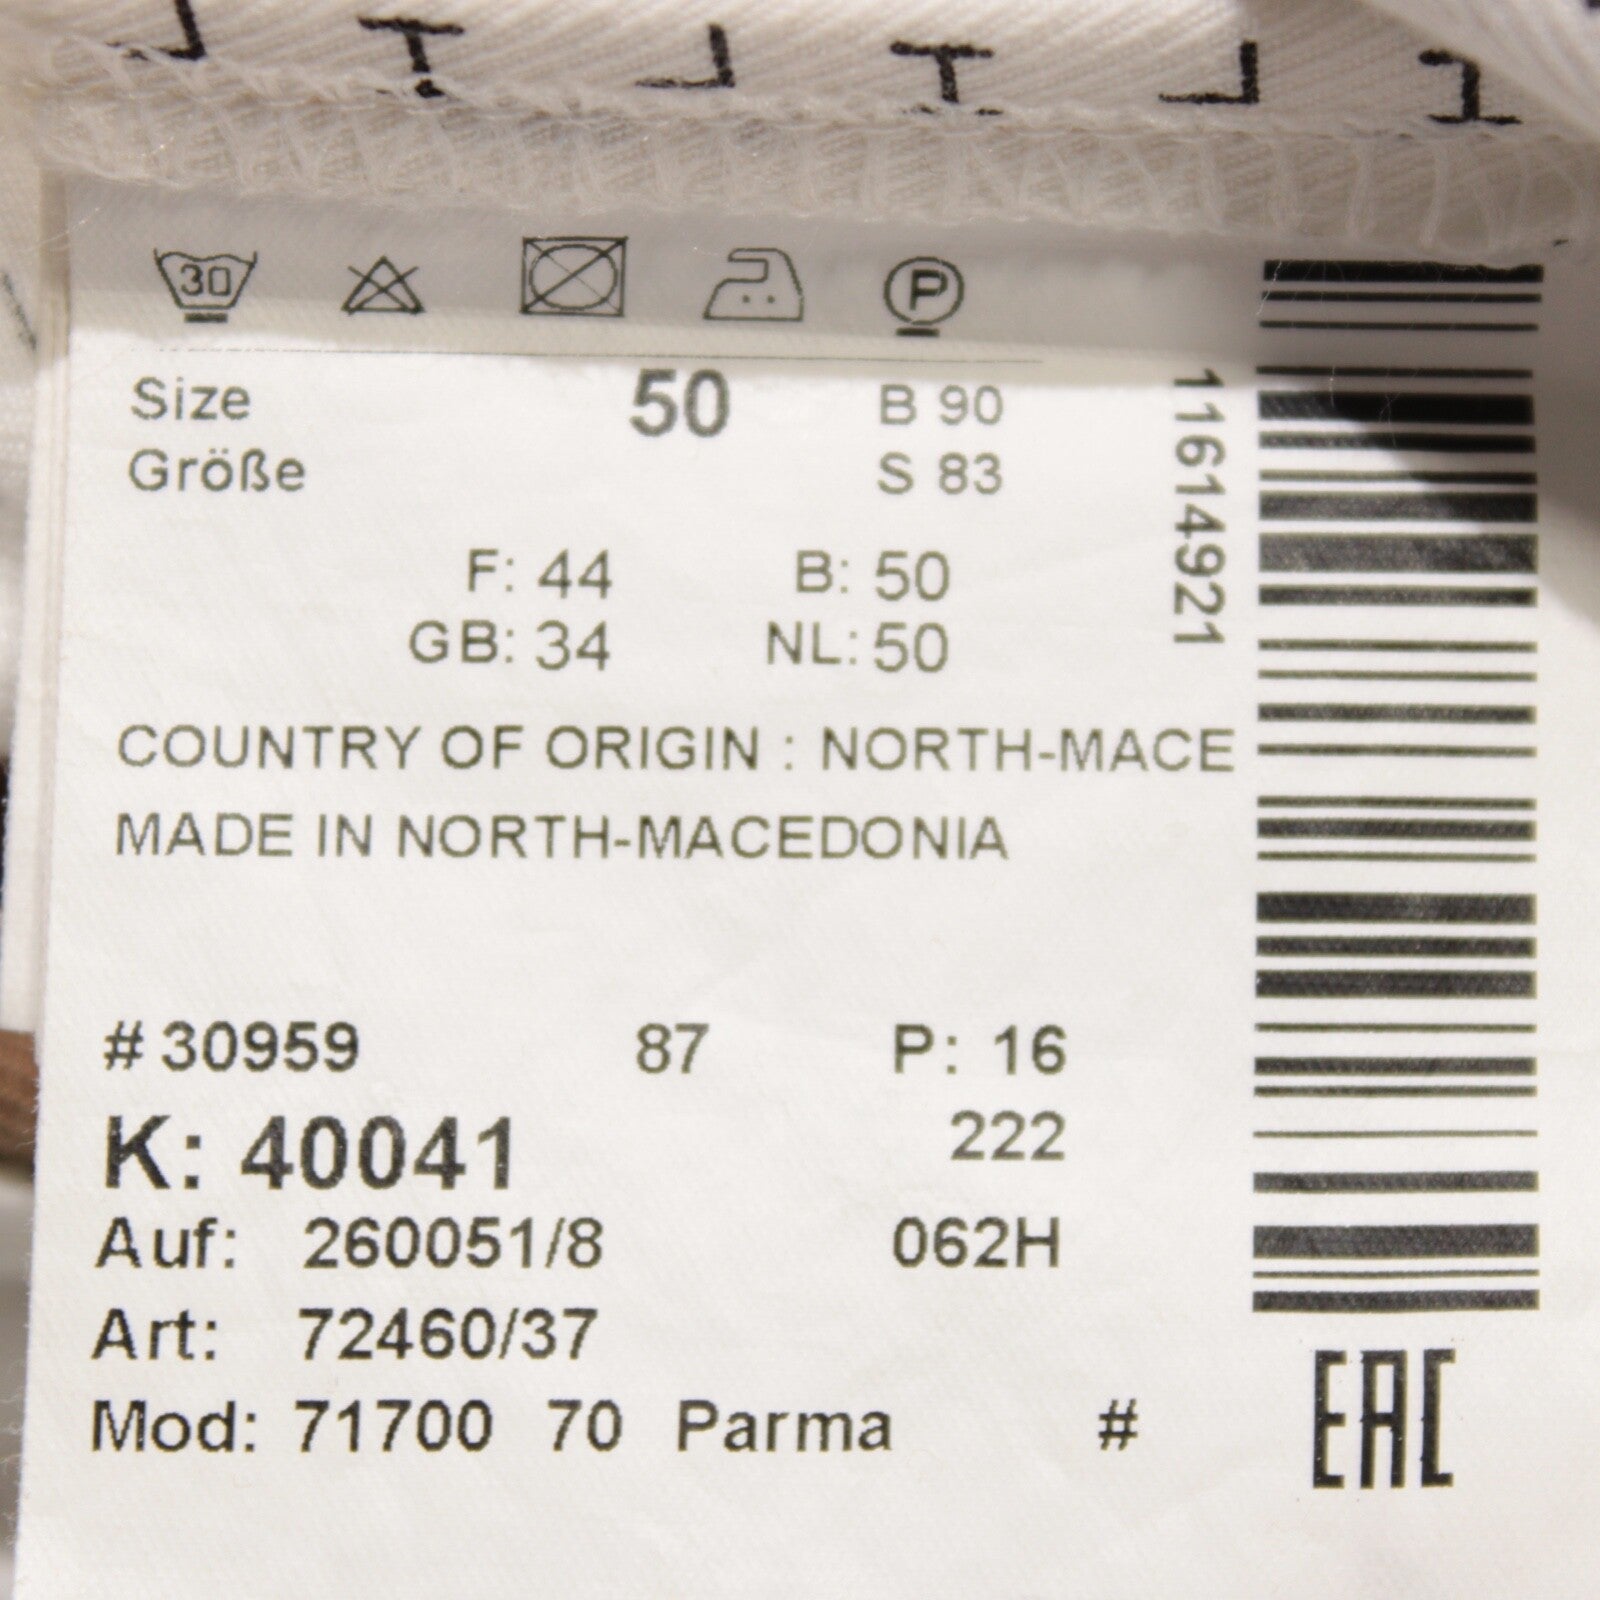 30 P
Size 50 B 90
Größe S 83
F: 44 B: 50
GB: 34 NL: 50
11614921
COUNTRY OF ORIGIN : NORTH-MACE
MADE IN NORTH-MACEDONIA
#30959 87 P: 16
K: 40041 222
Auf: 260051/8 062H
Art: 72460/37
Mod: 71700 70 Parma #
EAC